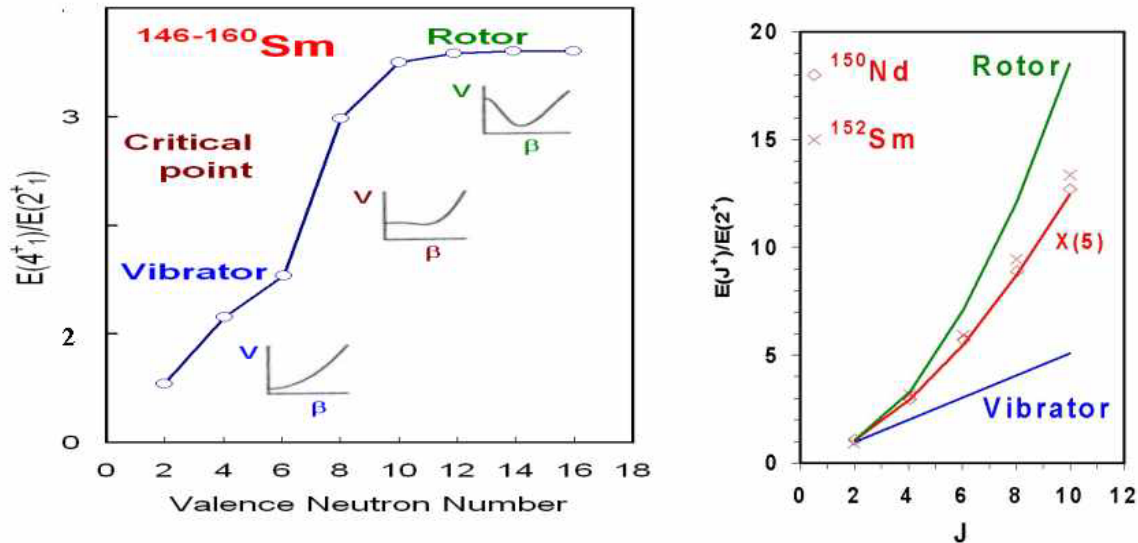 146-160Sm
Rotor
V
β
3
Critical
point
V
β
E(4+1)/E(2+1)
Vibrator
2
V
β
0
0 2 4 6 8 10 12 14 16 18
Valence Neutron Number
20
150Nd
Rotor
152Sm
15
E(J+)/E(2+)
10
X(5)
5
Vibrator
0
0 2 4 6 8 10 12
J